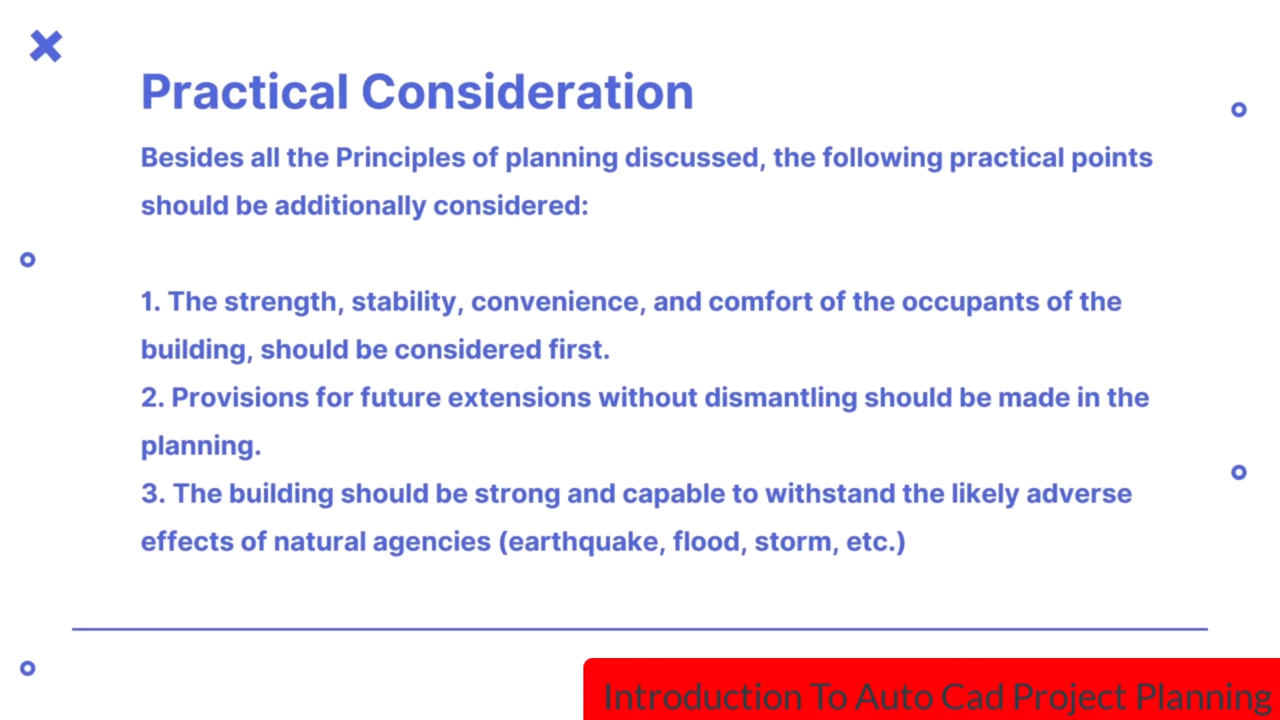 Practical Consideration
Besides all the Principles of planning discussed, the following practical points
should be additionally considered:
1. The strength, stability, convenience, and comfort of the occupants of the
building, should be considered first.
2. Provisions for future extensions without dismantling should be made in the
planning.
3. The building should be strong and capable to withstand the likely adverse
effects of natural agencies (earthquake, flood, storm, etc.)
Introduction To Auto Cad Project Planning